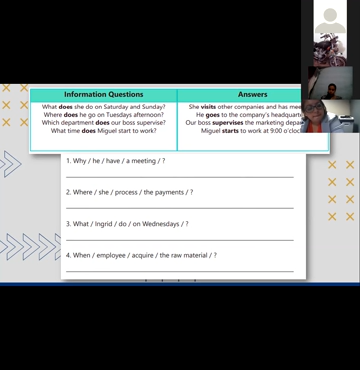 Information Questions
What does she do on Saturday and Sunday?
Where does he go on Tuesdays afternoon?
Which department does our boss supervise?
What time does Miguel start to work?
Answers
She visits other companies and has
He goes to the company's
Our boss supervises the marketing
Miguel starts to work at 9:00
1. Why / he / have / a meeting / ?
2. Where / she / process / the payments / ?
3. What / Ingrid / do / on Wednesdays / ?
4. When / employee / acquire / the raw material / ?